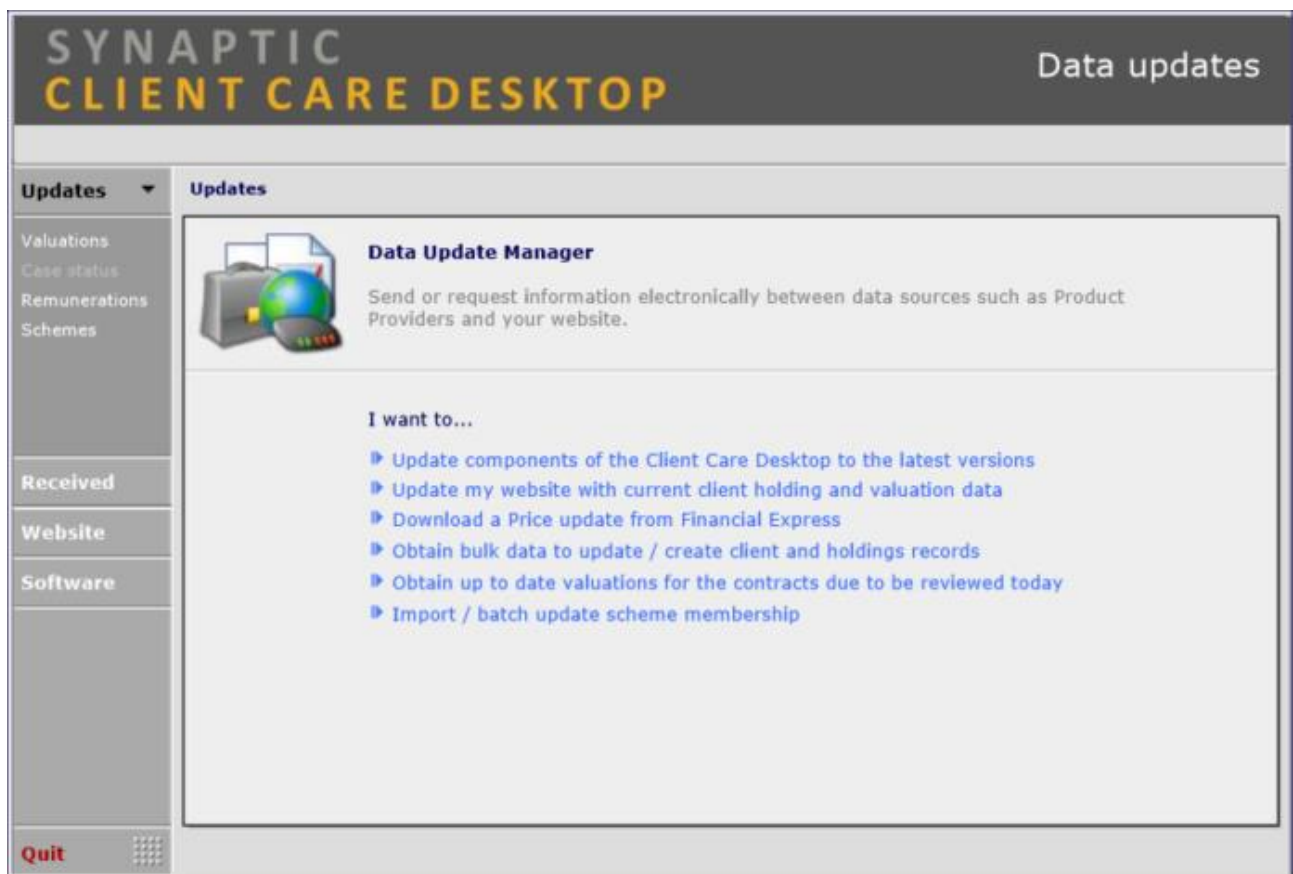 SYNAPTIC
CLIENT CARE DESKTOP
Data updates
Updates
Valuations
Case status
Remunerations
Schemes
Received
Website
Software
Quit
Updates
Data Update Manager
Send or request information electronically between data sources such as Product
Providers and your website.
I want to...
Update components of the Client Care Desktop to the latest versions
Update my website with current client holding and valuation data
Download a Price update from Financial Express
Obtain bulk data to update / create client and holdings records
Obtain up to date valuations for the contracts due to be reviewed today
Import / batch update scheme membership